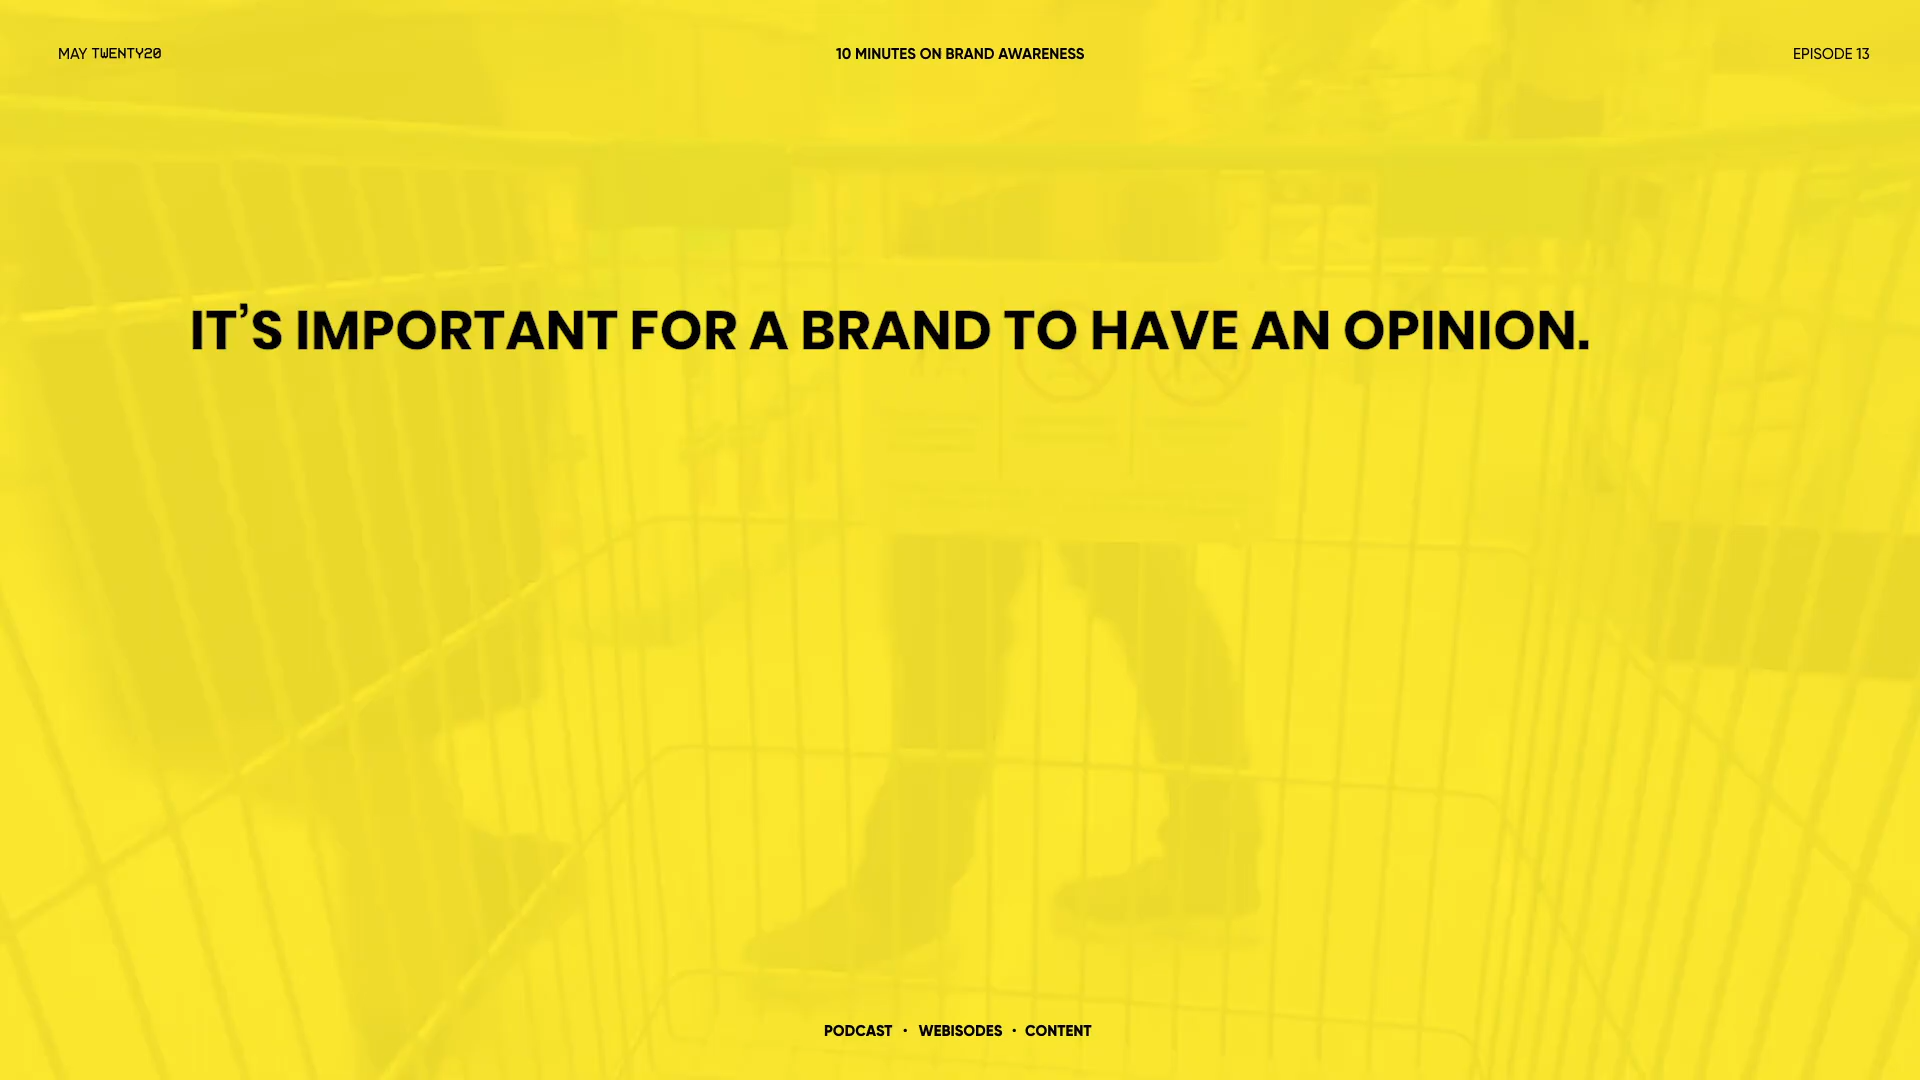 MAY TWENTY20
10 MINUTES ON BRAND AWARENESS
EPISODE 13
IT’S IMPORTANT FOR A BRAND TO HAVE AN OPINION.
PODCAST • WEBISODES • CONTENT